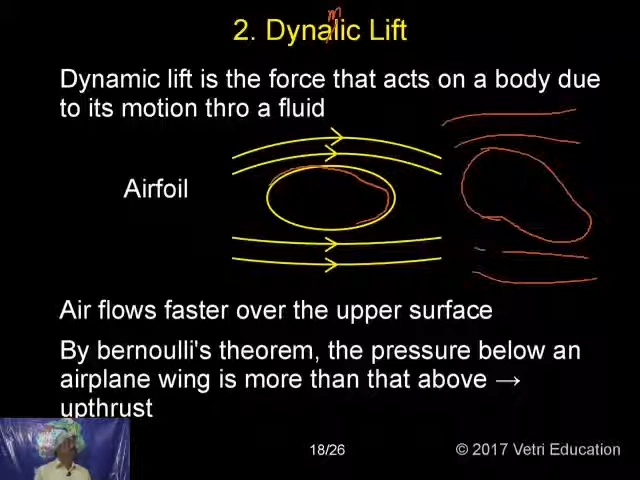 2. Dynalic Lift
m
Dynamic lift is the force that acts on a body due
to its motion thro a fluid
Airfoil
Air flows faster over the upper surface
By bernoulli's theorem, the pressure below an
airplane wing is more than that above →
upthrust
18/26
© 2017 Vetri Education